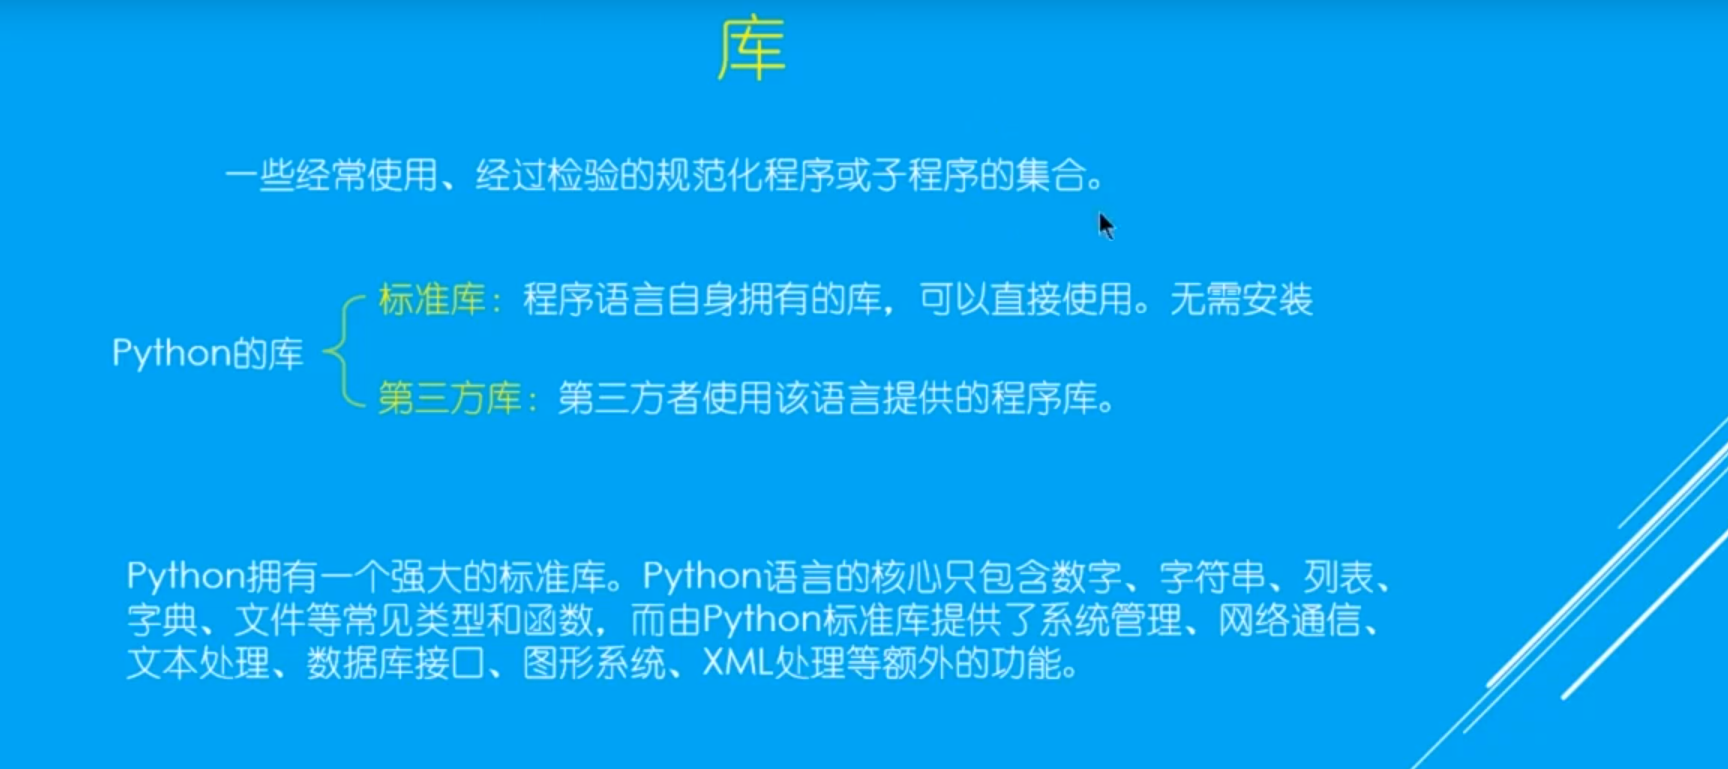 库
一些经常使用、经过检验的规范化程序或子程序的集合。
标准库：程序语言自身拥有的库，可以直接使用。无需安装
Python的库
第三方库：第三方者使用该语言提供的程序库。
Python拥有一个强大的标准库。Python语言的核心只包含数字、字符串、列表、
字典、文件等常见类型和函数，而由Python标准库提供了系统管理、网络通信、
文本处理、数据库接口、图形系统、XML处理等额外的功能。